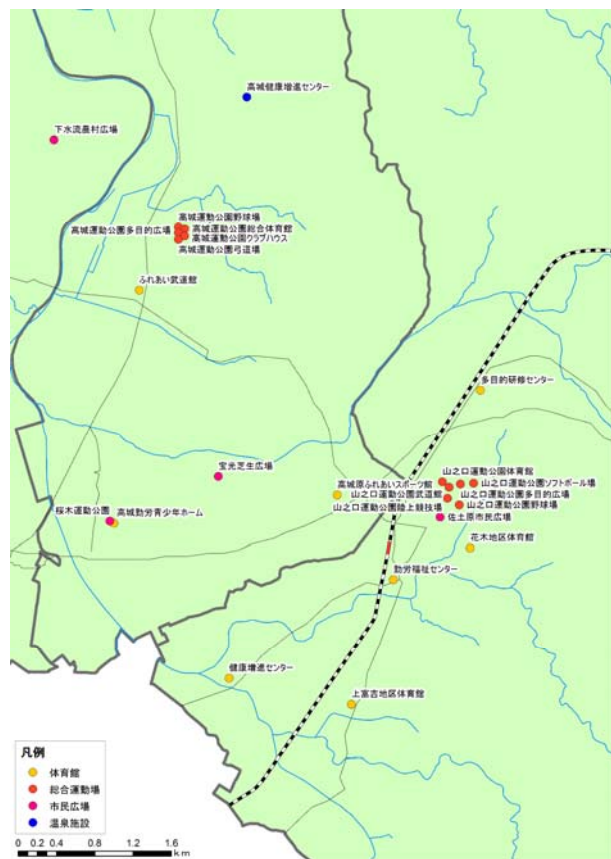 高城健康増進センター
下水流農村広場
高城運動公園野球場
高城運動公園総合体育館
高城運動公園多目的広場
高城運動公園クラブハウス
高城運動公園弓道場
ふれあい武道館
多目的研修センター
宝光芝生広場
山之口運動公園体育館
高城原ふれあいスポーツ館
山之口運動公園ソフトボール場
山之口運動公園武道館
山之口運動公園多目的広場
山之口運動公園陸上競技場
山之口運動公園野球場
桜木運動公園
高城勤労青少年ホーム
佐土原市民広場
花木地区体育館
勤労福祉センター
健康増進センター
上富吉地区体育館
凡例
体育館
総合運動場
市民広場
温泉施設
0 0.2 0.4 0.8 1.2 1.6
km